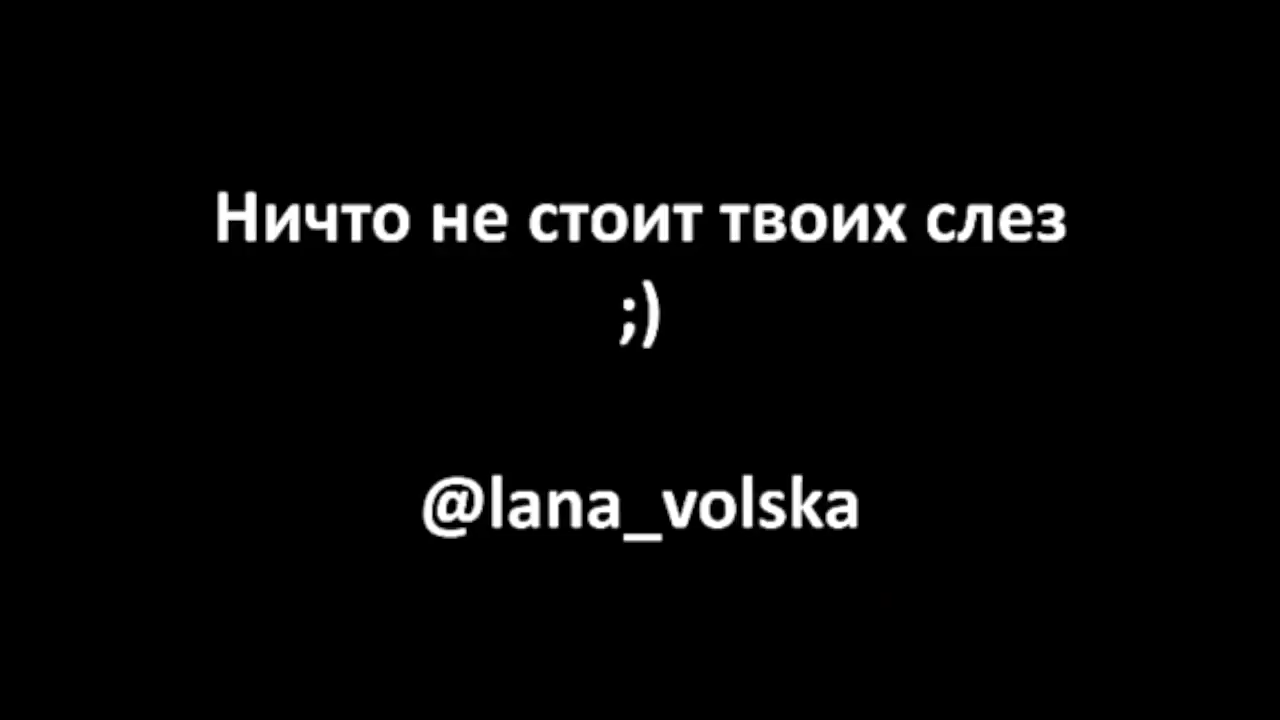 Ничто не стоит твоих слез
;)
@lana_volska